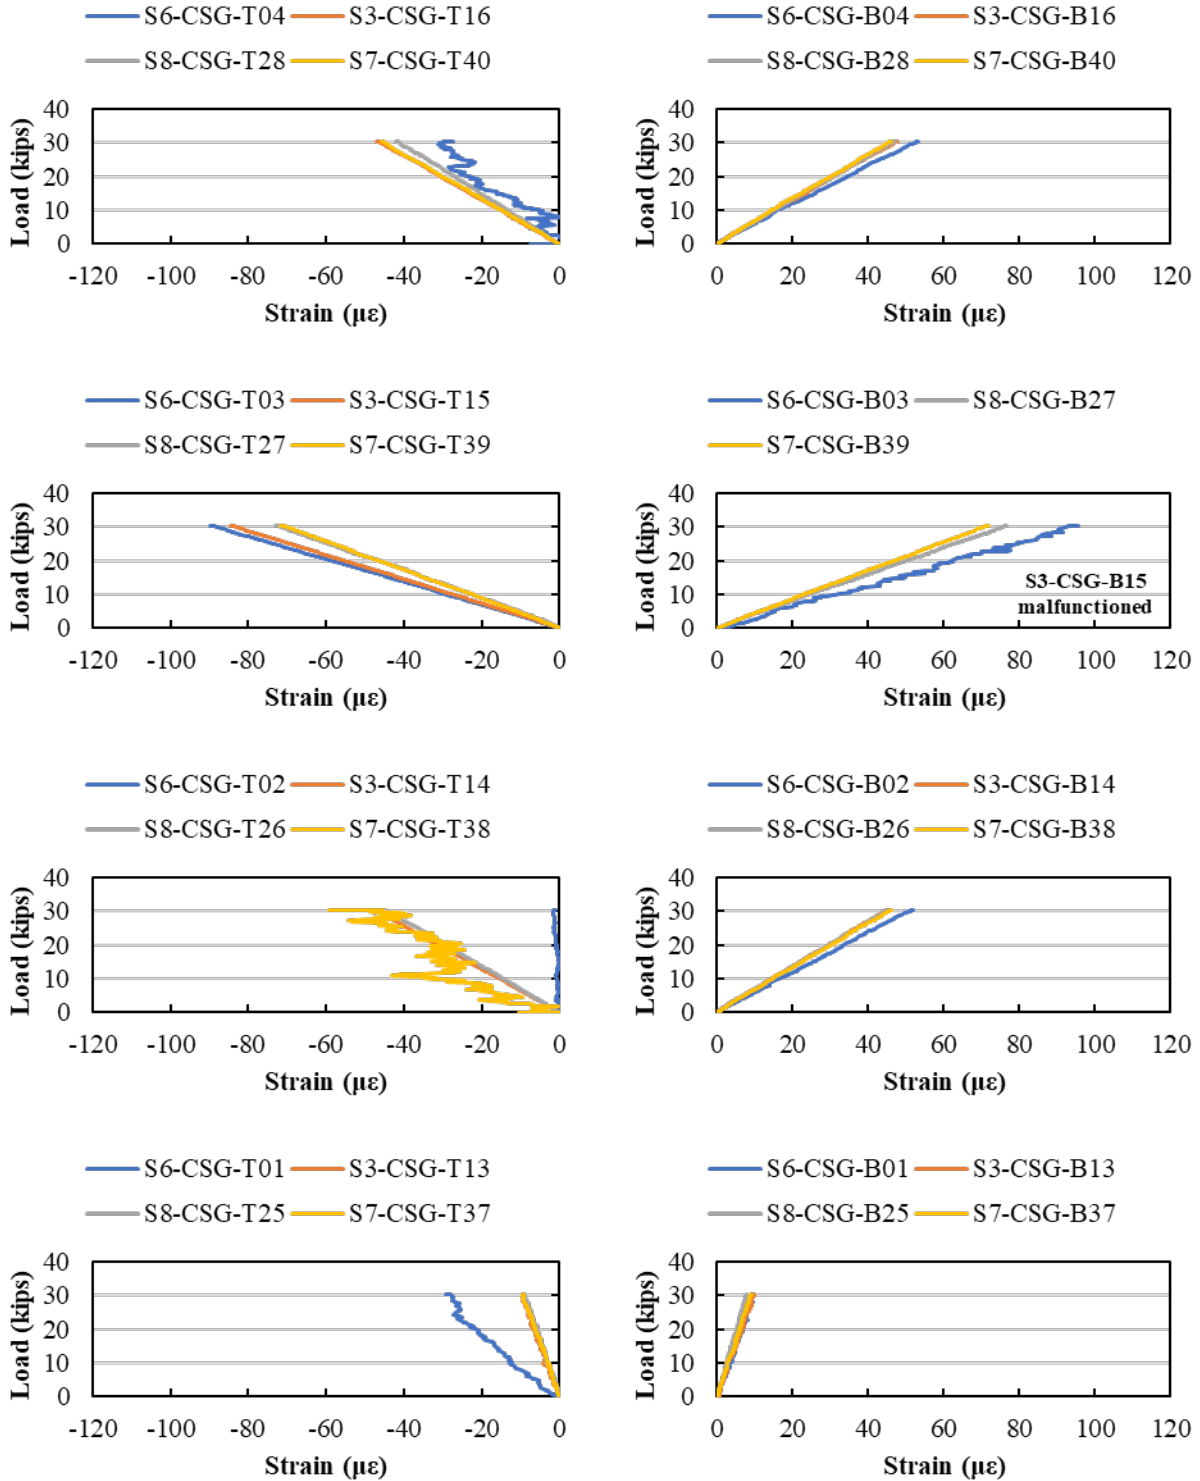 S6-CSG-T04 S3-CSG-T16
S8-CSG-T28 S7-CSG-T40
40
30
20
10
0
Load (kips)
-120 -100 -80 -60 -40 -20 0
Strain (με)
S6-CSG-B04 S3-CSG-B16
S8-CSG-B28 S7-CSG-B40
40
30
20
10
0
Load (kips)
0 20 40 60 80 100 120
Strain (με)
S6-CSG-T03 S3-CSG-T15
S8-CSG-T27 S7-CSG-T39
40
30
20
10
0
Load (kips)
-120 -100 -80 -60 -40 -20 0
Strain (με)
S6-CSG-B03 S8-CSG-B27
S7-CSG-B39
40
30
20
10
0
Load (kips)
S3-CSG-B15
malfunctioned
0 20 40 60 80 100 120
Strain (με)
S6-CSG-T02 S3-CSG-T14
S8-CSG-T26 S7-CSG-T38
40
30
20
10
0
Load (kips)
-120 -100 -80 -60 -40 -20 0
Strain (με)
S6-CSG-B02 S3-CSG-B14
S8-CSG-B26 S7-CSG-B38
40
30
20
10
0
Load (kips)
0 20 40 60 80 100 120
Strain (με)
S6-CSG-T01 S3-CSG-T13
S8-CSG-T25 S7-CSG-T37
40
30
20
10
0
Load (kips)
-120 -100 -80 -60 -40 -20 0
Strain (με)
S6-CSG-B01 S3-CSG-B13
S8-CSG-B25 S7-CSG-B37
40
30
20
10
0
Load (kips)
0 20 40 60 80 100 120
Strain (με)